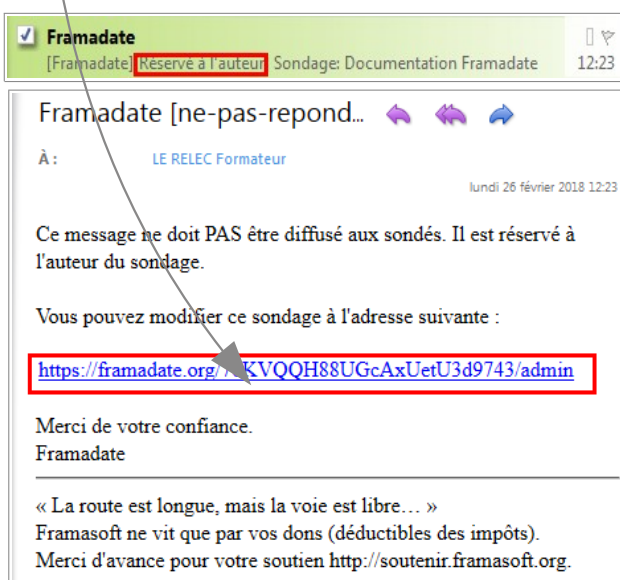 Framadate
[Framadate] Réservé à l'auteur Sondage: Documentation Framadate 12:23
Framadate [ne-pas-repond...
À : LE RELEC Formateur
lundi 26 février 2018 12:23
Ce message ne doit PAS être diffusé aux sondés. Il est réservé à
l'auteur du sondage.
Vous pouvez modifier ce sondage à l'adresse suivante :
https://framadate.org/
Merci de votre confiance.
Framadate
« La route est longue, mais la voie est libre… »
Framasoft ne vit que par vos dons (déductibles des impôts).
Merci d'avance pour votre soutien http://soutenir.framasoft.org.